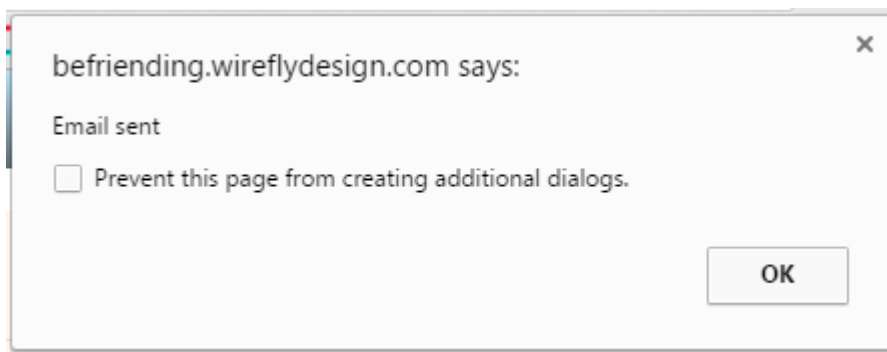 befriending.wireflydesign.com says:
Email sent
Prevent this page from creating additional dialogs.
OK